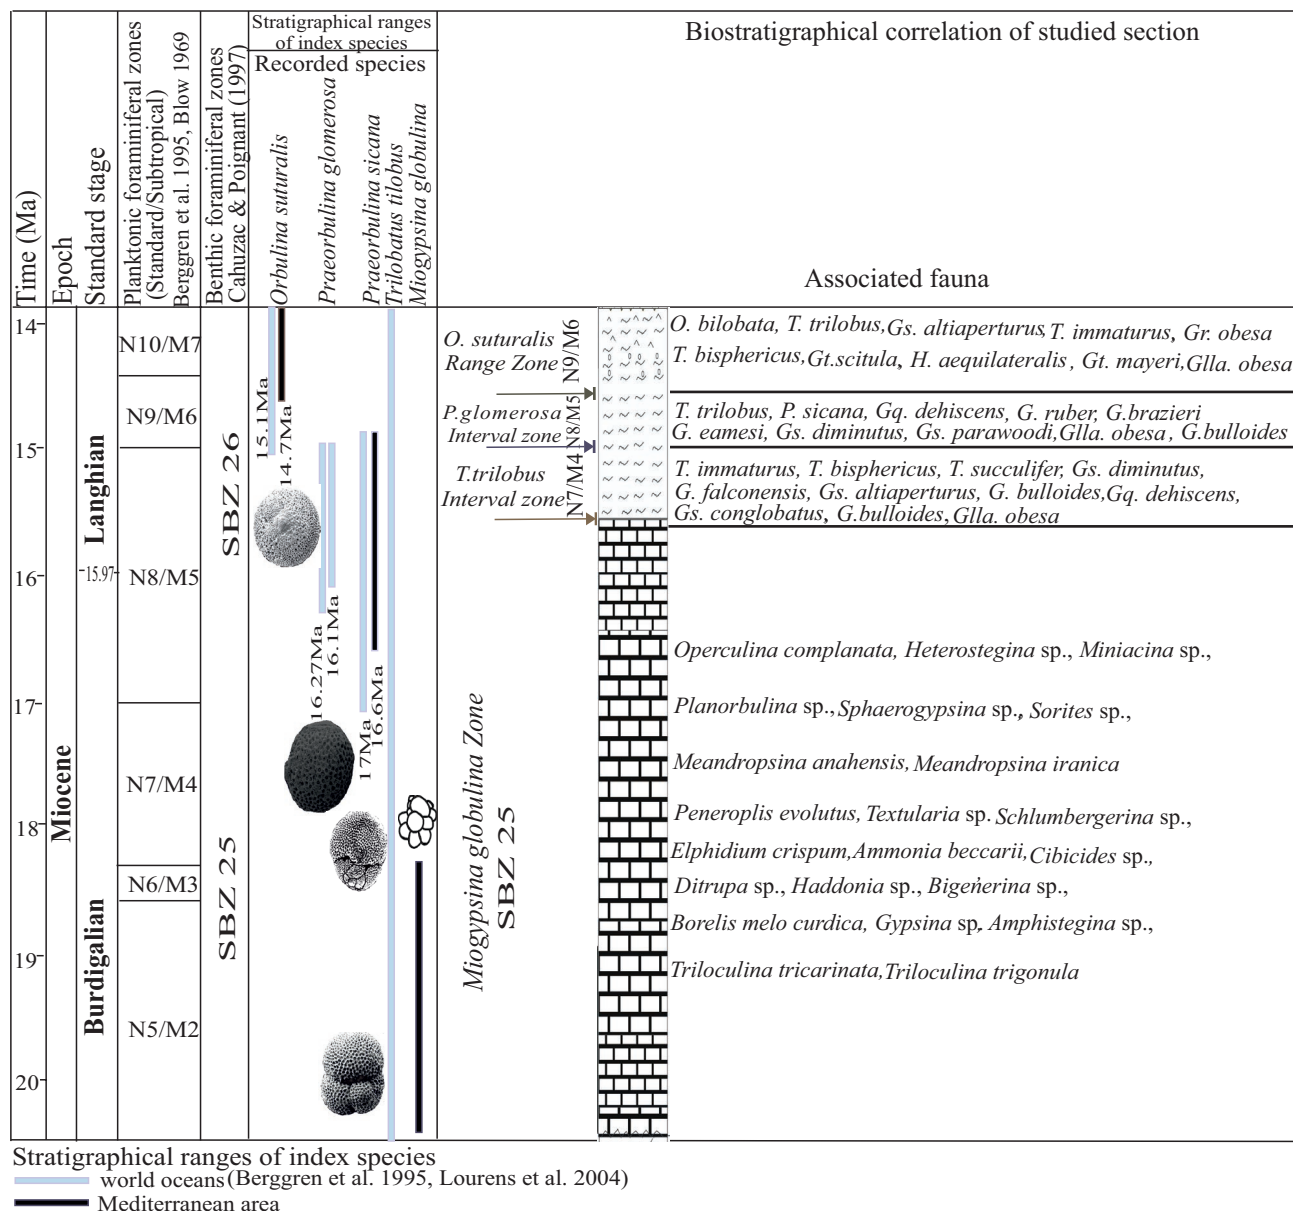 Stratigraphical ranges
of index species
Recorded species
Biostratigraphical correlation of studied section
Time (Ma)
Epoch
Standard stage
Planktonic foraminiferal zones
(Standard/Subtropical)
Berggren et al. 1995, Blow 1969
Benthic foraminiferal zones
Cahuzac & Poignant (1997)
Orbulina suturalis
Praeorbulina glomerosa
Praeorbulina sicana
Trilobatus tilobus
Miogypsina globulina
Associated fauna
14
15
16
17
18
19
20
Miocene
Langhian
15.97
Burdigalian
N10/M7
N9/M6
N8/M5
N7/M4
N6/M3
N5/M2
SBZ 26
SBZ 25
15.1Ma
14.7Ma
16.27Ma
16.1Ma
17Ma
16.6Ma
O. suturalis
Range Zone
N9/M6
P.glomerosa
Interval zone
N8/M5
T.trilobus
Interval zone
N7/M4
Miogypsina globulina Zone
SBZ 25
O. bilobata, T. trilobus, Gs. altiaperturus, T. immaturus, Gr. obesa
T. bisphericus, Gt.scitula, H. aequilateralis, Gt. mayeri, Glla. obesa
T. trilobus, P. sicana, Gq. dehiscens, G. ruber, G.brazieri
G. eamesi, Gs. diminutus, Gs. parawoodi, Glla. obesa, G.bulloides
T. immaturus, T. bisphericus, T. succulifer, Gs. diminutus,
G. falconensis, Gs. altiaperturus, G. bulloides, Gq. dehiscens,
Gs. conglobatus, G.bulloides, Glla. obesa
Operculina complanata, Heterostegina sp., Miniacina sp.,
Planorbulina sp., Sphaerogypsina sp., Sorites sp.,
Meandropsina anahensis, Meandropsina iranica
Peneroplis evolutus, Textularia sp. Schlumbergerina sp.,
Elphidium crispum, Ammonia beccarii, Cibicides sp.,
Ditrupa sp., Haddonia sp., Bigenerina sp.,
Borelis melo curdica, Gypsina sp. Amphistegina sp.,
Triloculina tricarinata, Triloculina trigonula
Stratigraphical ranges of index species
world oceans (Berggren et al. 1995, Lourens et al. 2004)
Mediterranean area